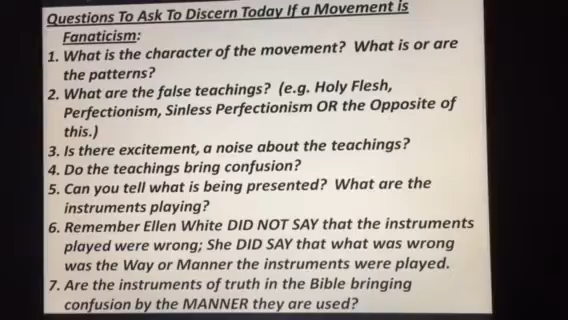 Questions To Ask To Discern Today If a Movement is
Fanaticism:
1. What is the character of the movement? What is or are
the patterns?
2. What are the false teachings? (e.g. Holy Flesh,
Perfectionism, Sinless Perfectionism OR the Opposite of
this.)
3. Is there excitement, a noise about the teachings?
4. Do the teachings bring confusion?
5. Can you tell what is being presented? What are the
instruments playing?
6. Remember Ellen White DID NOT SAY that the instruments
played were wrong; She DID SAY that what was wrong
was the Way or Manner the instruments were played.
7. Are the instruments of truth in the Bible bringing
confusion by the MANNER they are used?